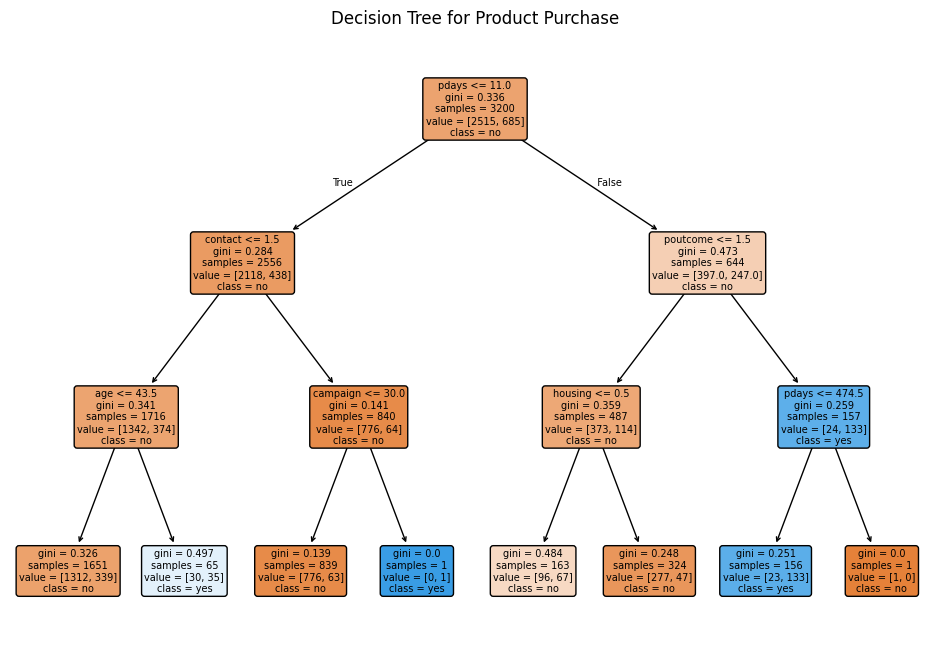 Decision Tree for Product Purchase
pdays <= 11.0
gini = 0.336
samples = 3200
value = [2515, 685]
class = no
True
False
contact <= 1.5
gini = 0.284
samples = 2556
value = [2118, 438]
class = no
poutcome <= 1.5
gini = 0.473
samples = 644
value = [397.0, 247.0]
class = no
age <= 43.5
gini = 0.341
samples = 1716
value = [1342, 374]
class = no
campaign <= 30.0
gini = 0.141
samples = 840
value = [776, 64]
class = no
housing <= 0.5
gini = 0.359
samples = 487
value = [373, 114]
class = no
pdays <= 474.5
gini = 0.259
samples = 157
value = [24, 133]
class = yes
gini = 0.326
samples = 1651
value = [1312, 339]
class = no
gini = 0.497
samples = 65
value = [30, 35]
class = yes
gini = 0.139
samples = 839
value = [776, 63]
class = no
gini = 0.0
samples = 1
value = [0, 1]
class = yes
gini = 0.484
samples = 163
value = [96, 67]
class = no
gini = 0.248
samples = 324
value = [277, 47]
class = no
gini = 0.251
samples = 156
value = [23, 133]
class = yes
gini = 0.0
samples = 1
value = [1, 0]
class = no